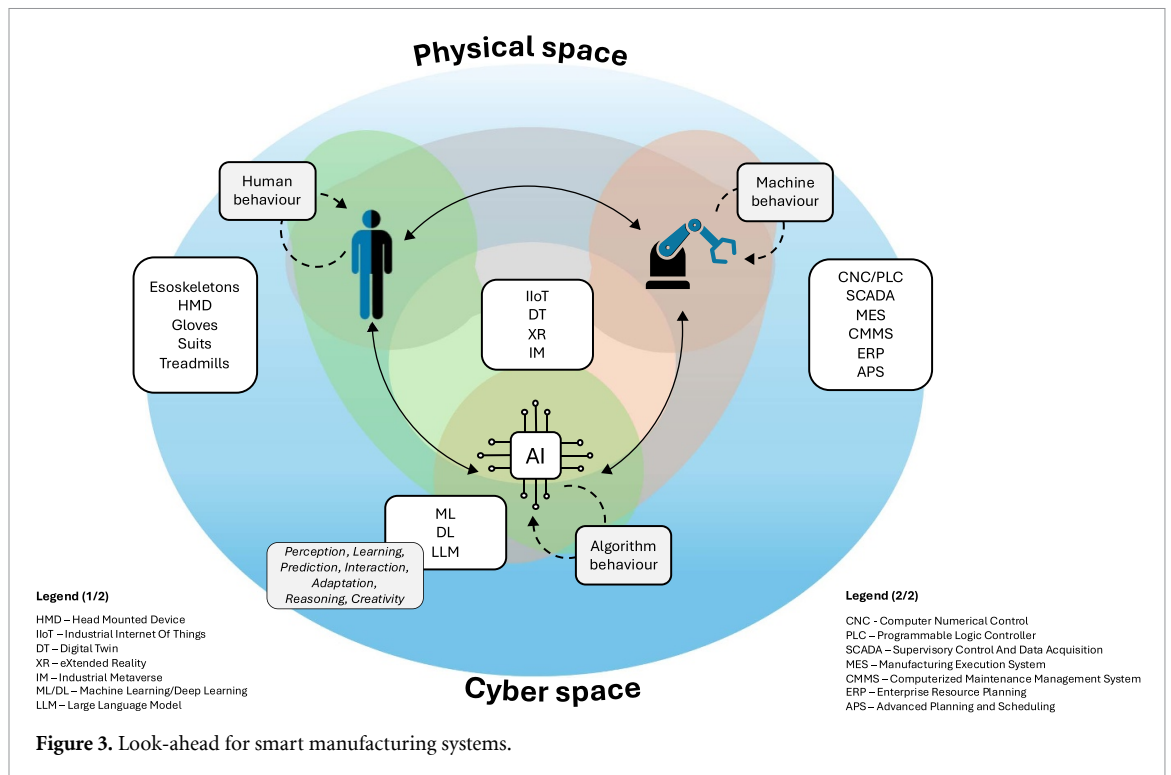 Physical space
Human
behaviour
Machine
behaviour
Esoskeletons
HMD
Gloves
Suits
Treadmills
IIoT
DT
XR
IM
CNC/PLC
SCADA
MES
CMMS
ERP
APS
AI
ML
DL
LLM
Perception, Learning,
Prediction, Interaction,
Adaptation,
Reasoning, Creativity
Algorithm
behaviour
Cyber space
Legend (1/2)
HMD – Head Mounted Device
IIoT – Industrial Internet Of Things
DT – Digital Twin
XR – eXtended Reality
IM – Industrial Metaverse
ML/DL – Machine Learning/Deep Learning
LLM – Large Language Model
Legend (2/2)
CNC - Computer Numerical Control
PLC – Programmable Logic Controller
SCADA – Supervisory Control And Data Acquisition
MES – Manufacturing Execution System
CMMS – Computerized Maintenance Management System
ERP – Enterprise Resource Planning
APS – Advanced Planning and Scheduling
Figure 3. Look-ahead for smart manufacturing systems.